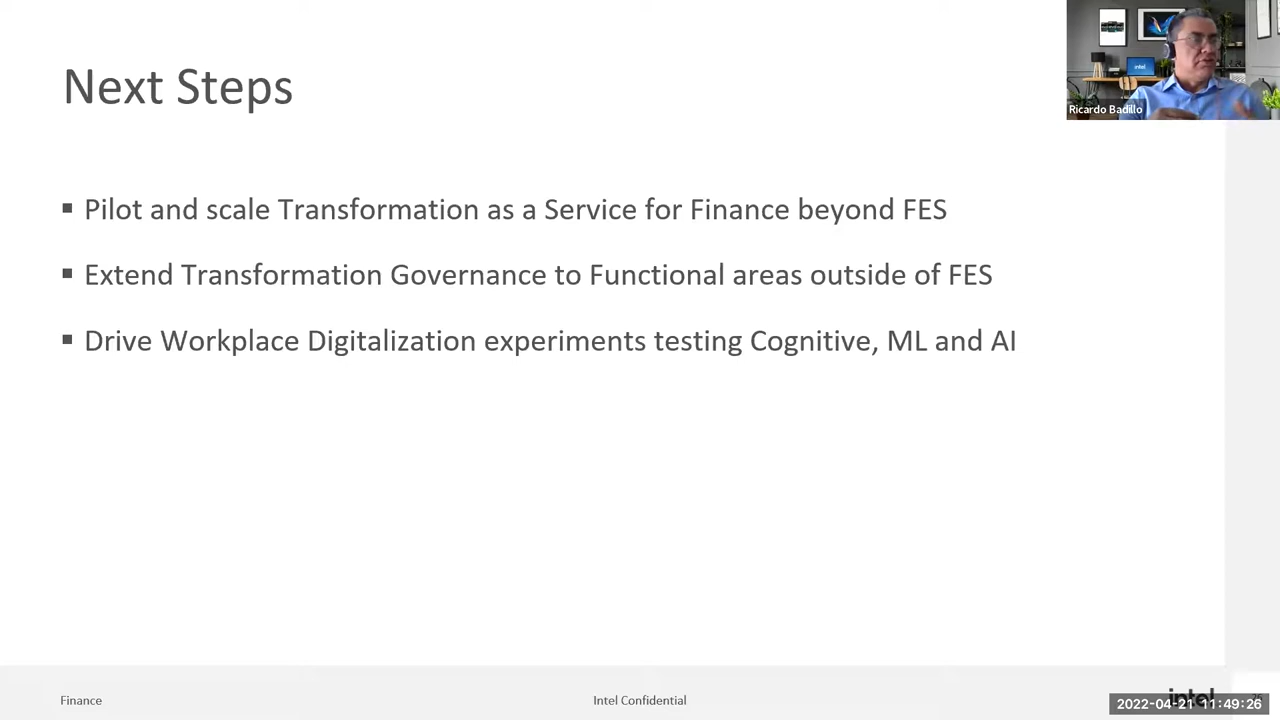 Next Steps
Ricardo Badillo
▪ Pilot and scale Transformation as a Service for Finance beyond FES
▪ Extend Transformation Governance to Functional areas outside of FES
▪ Drive Workplace Digitalization experiments testing Cognitive, ML and AI
Finance
Intel Confidential
intel
2022-04-21 11:49:26